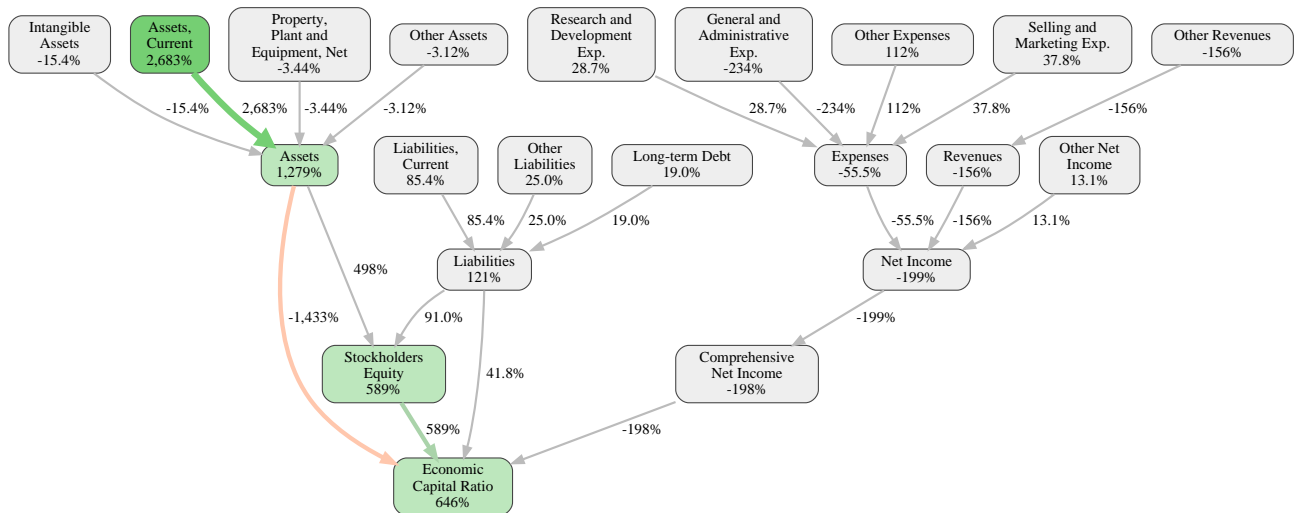 Intangible
Assets
-15.4%
Assets,
Current
2,683%
Property,
Plant and
Equipment, Net
-3.44%
Other Assets
-3.12%
Research and
Development
Exp.
28.7%
General and
Administrative
Exp.
-234%
Other Expenses
112%
Selling and
Marketing Exp.
37.8%
Other Revenues
-156%
-15.4%
2,683%
-3.44%
-3.12%
28.7%
-234%
112%
37.8%
-156%
Assets
1,279%
Liabilities,
Current
85.4%
Other
Liabilities
25.0%
Long-term Debt
19.0%
Expenses
-55.5%
Revenues
-156%
Other Net
Income
13.1%
85.4%
25.0%
19.0%
-55.5%
-156%
13.1%
Liabilities
121%
Net Income
-199%
498%
-1,433%
91.0%
-199%
Stockholders
Equity
589%
41.8%
Comprehensive
Net Income
-198%
589%
-198%
Economic
Capital Ratio
646%